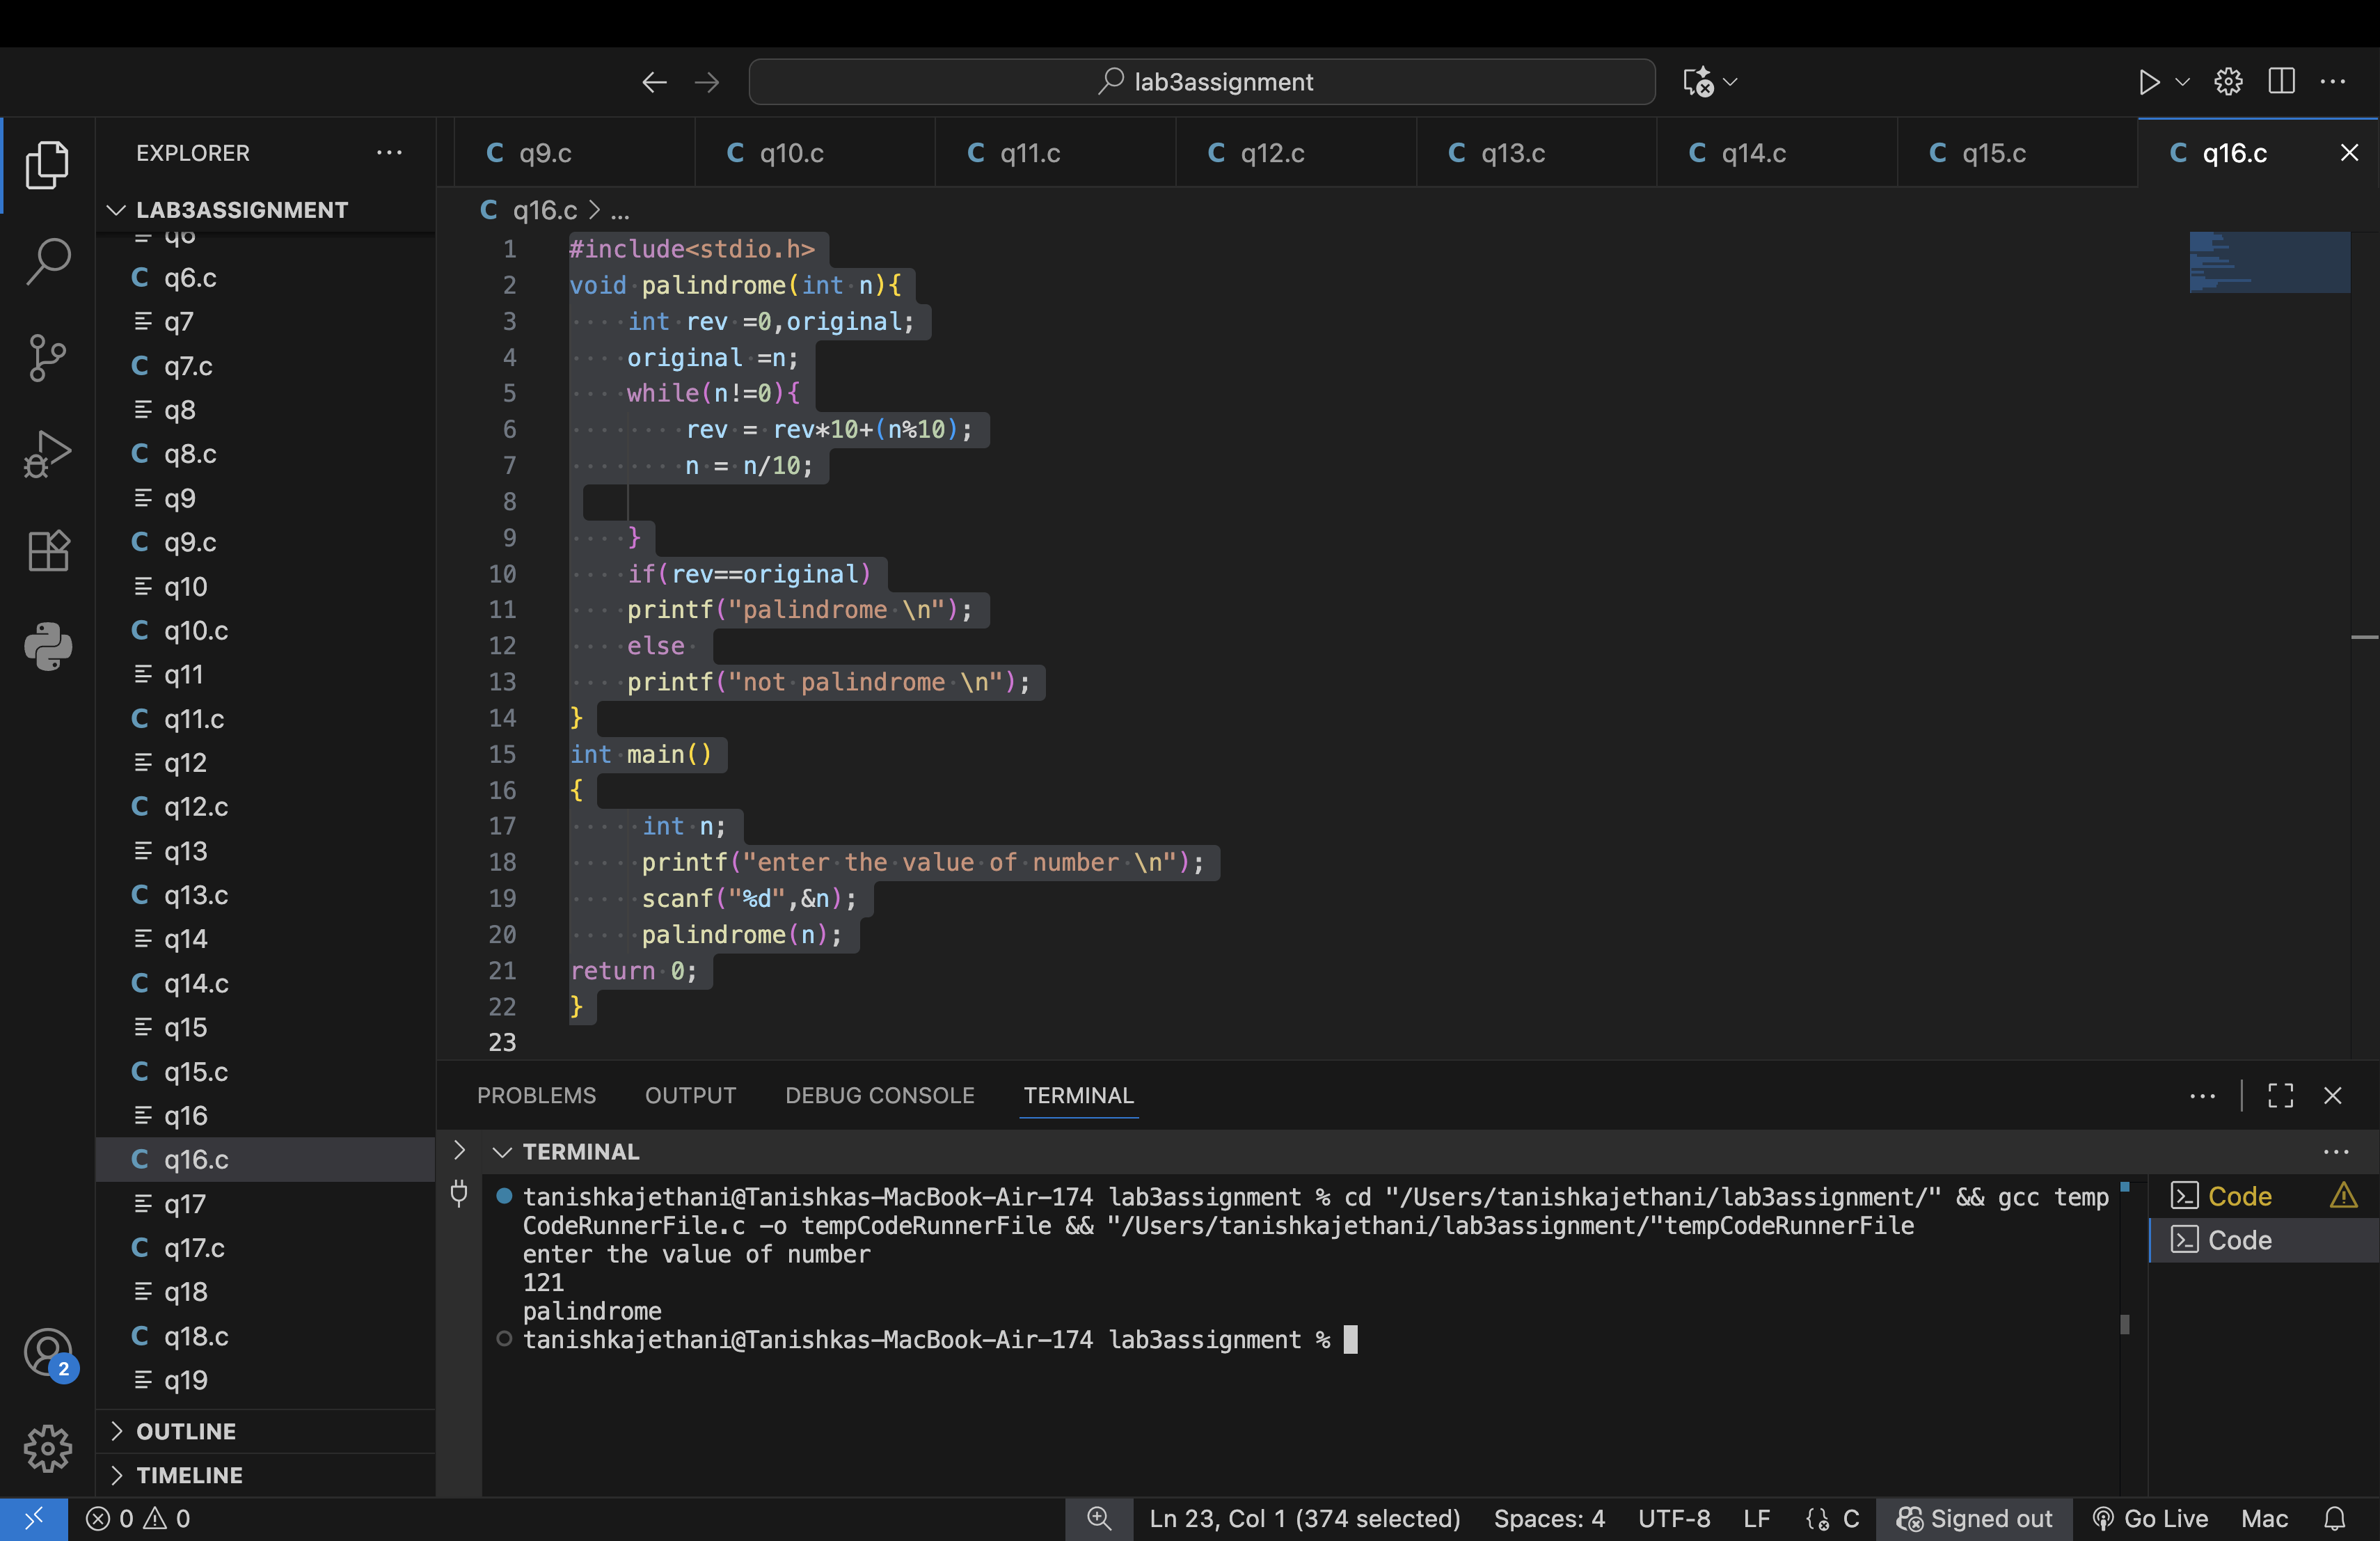 lab3assignment
EXPLORER
LAB3ASSIGNMENT
q6
C q6.c
q7
C q7.c
q8
C q8.c
q9
C q9.c
q10
C q10.c
q11
C q11.c
q12
C q12.c
q13
C q13.c
q14
C q14.c
q15
C q15.c
q16
C q16.c
q17
C q17.c
q18
C q18.c
q19
OUTLINE
TIMELINE
C q9.c C q10.c C q11.c C q12.c C q13.c C q14.c C q15.c C q16.c
C q16.c > ...
1 #include<stdio.h>
2 void palindrome(int n){
3     int rev =0,original;
4     original =n;
5     while(n!=0){
6         rev = rev*10+(n%10);
7         n = n/10;
8
9     }
10     if(rev==original)
11     printf("palindrome \n");
12     else
13     printf("not palindrome \n");
14 }
15 int main()
16 {
17      int n;
18      printf("enter the value of number \n");
19      scanf("%d",&n);
20      palindrome(n);
21 return 0;
22 }
23
PROBLEMS OUTPUT DEBUG CONSOLE TERMINAL
TERMINAL
tanishkajethani@Tanishkas-MacBook-Air-174 lab3assignment % cd "/Users/tanishkajethani/lab3assignment/" && gcc temp
CodeRunnerFile.c -o tempCodeRunnerFile && "/Users/tanishkajethani/lab3assignment/"tempCodeRunnerFile
enter the value of number
121
palindrome
tanishkajethani@Tanishkas-MacBook-Air-174 lab3assignment %
Code
Code
2
0 0 Ln 23, Col 1 (374 selected) Spaces: 4 UTF-8 LF C Signed out Go Live Mac